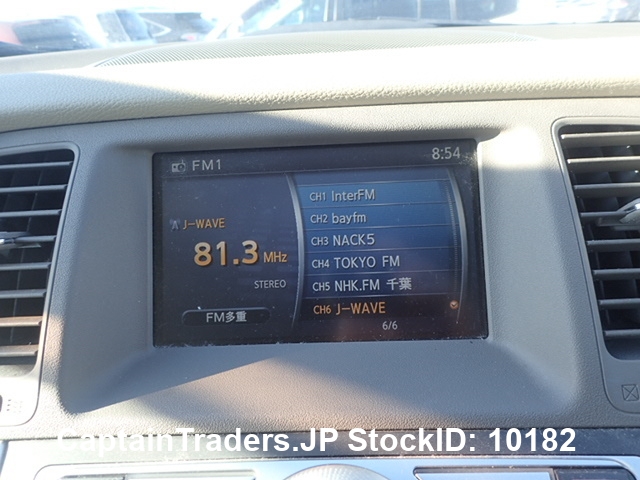 FM1
8:54
J-WAVE
81.3 MHz
STEREO
FM多重
CH1 InterFM
CH2 bayfm
CH3 NACK5
CH4 TOKYO FM
CH5 NHK.FM 千葉
CH6 J-WAVE
6/6
CaptainTraders.JP StockID: 10182